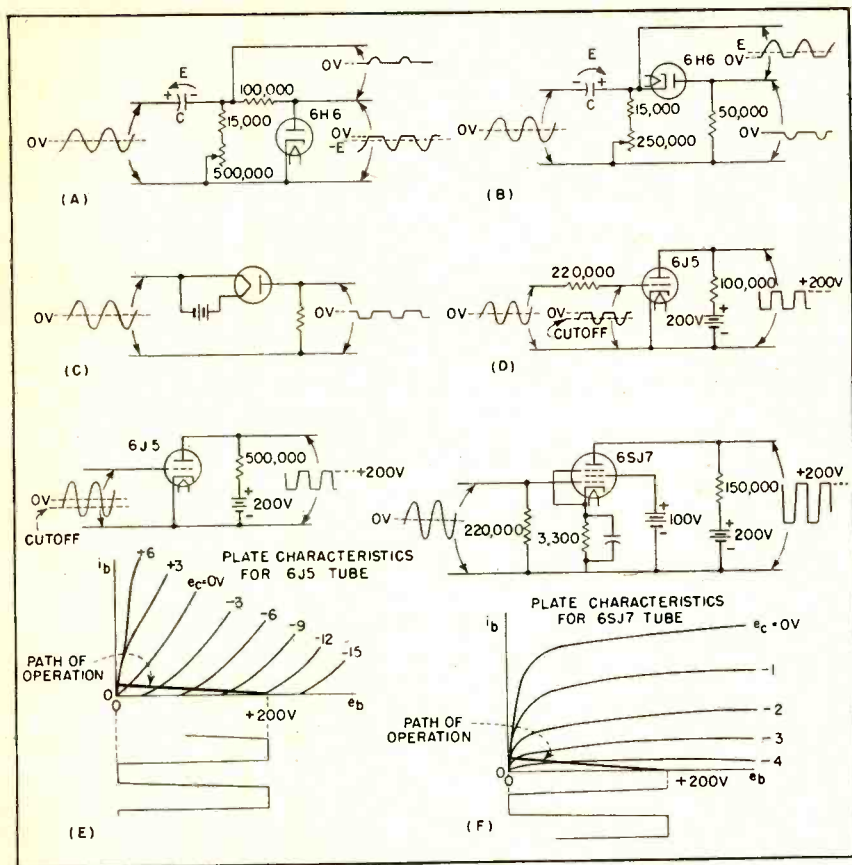 E
+ -
C
100,000
15,000
500,000
6H6
0V
0V
0V
-E
(A)
E
- +
C
6H6
15,000
250,000
50,000
E
0V
0V
0V
(B)
0V
0V
(C)
220,000
6J5
100,000
+
200V
-
+200V
0V
0V
CUTOFF
(D)
6J5
500,000
+
200V
-
+200V
0V
CUTOFF
PLATE CHARACTERISTICS
FOR 6J5 TUBE
ib
+6
+3
ec=0V
-3
-6
-9
-12
-15
PATH OF
OPERATION
0
0
+200V
eb
(E)
6SJ7
0V
220,000
3,300
+
100V
-
150,000
+
200V
-
+200V
PLATE CHARACTERISTICS
FOR 6SJ7 TUBE
ib
ec=0V
-1
-2
-3
-4
PATH OF
OPERATION
0
0
+200V
eb
(F)